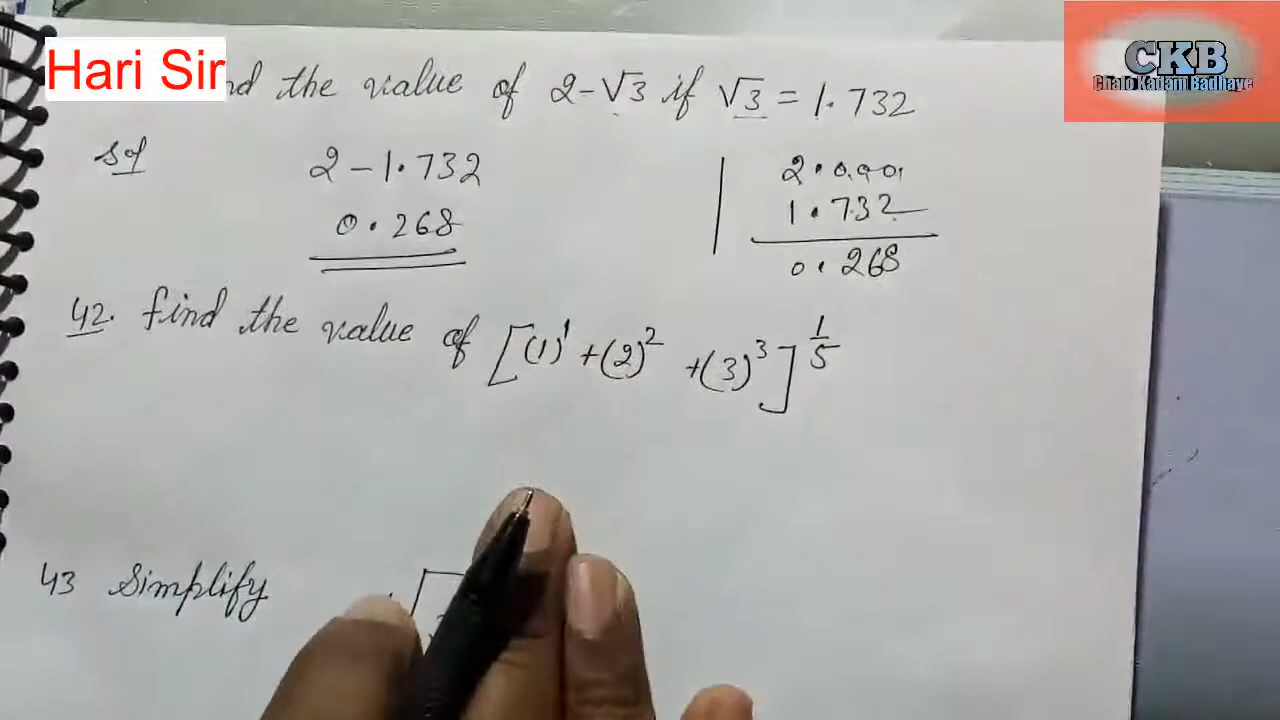 Hari Sir
CKB
Chalo Kadam Badhaye
nd the value of 2-√3 if √3 = 1.732
Sol
2 - 1.732
0.268
2.000
1.732
0.268
42. find the value of [(1)^1 + (2)^2 + (3)^3]^(1/5)
43 Simplify